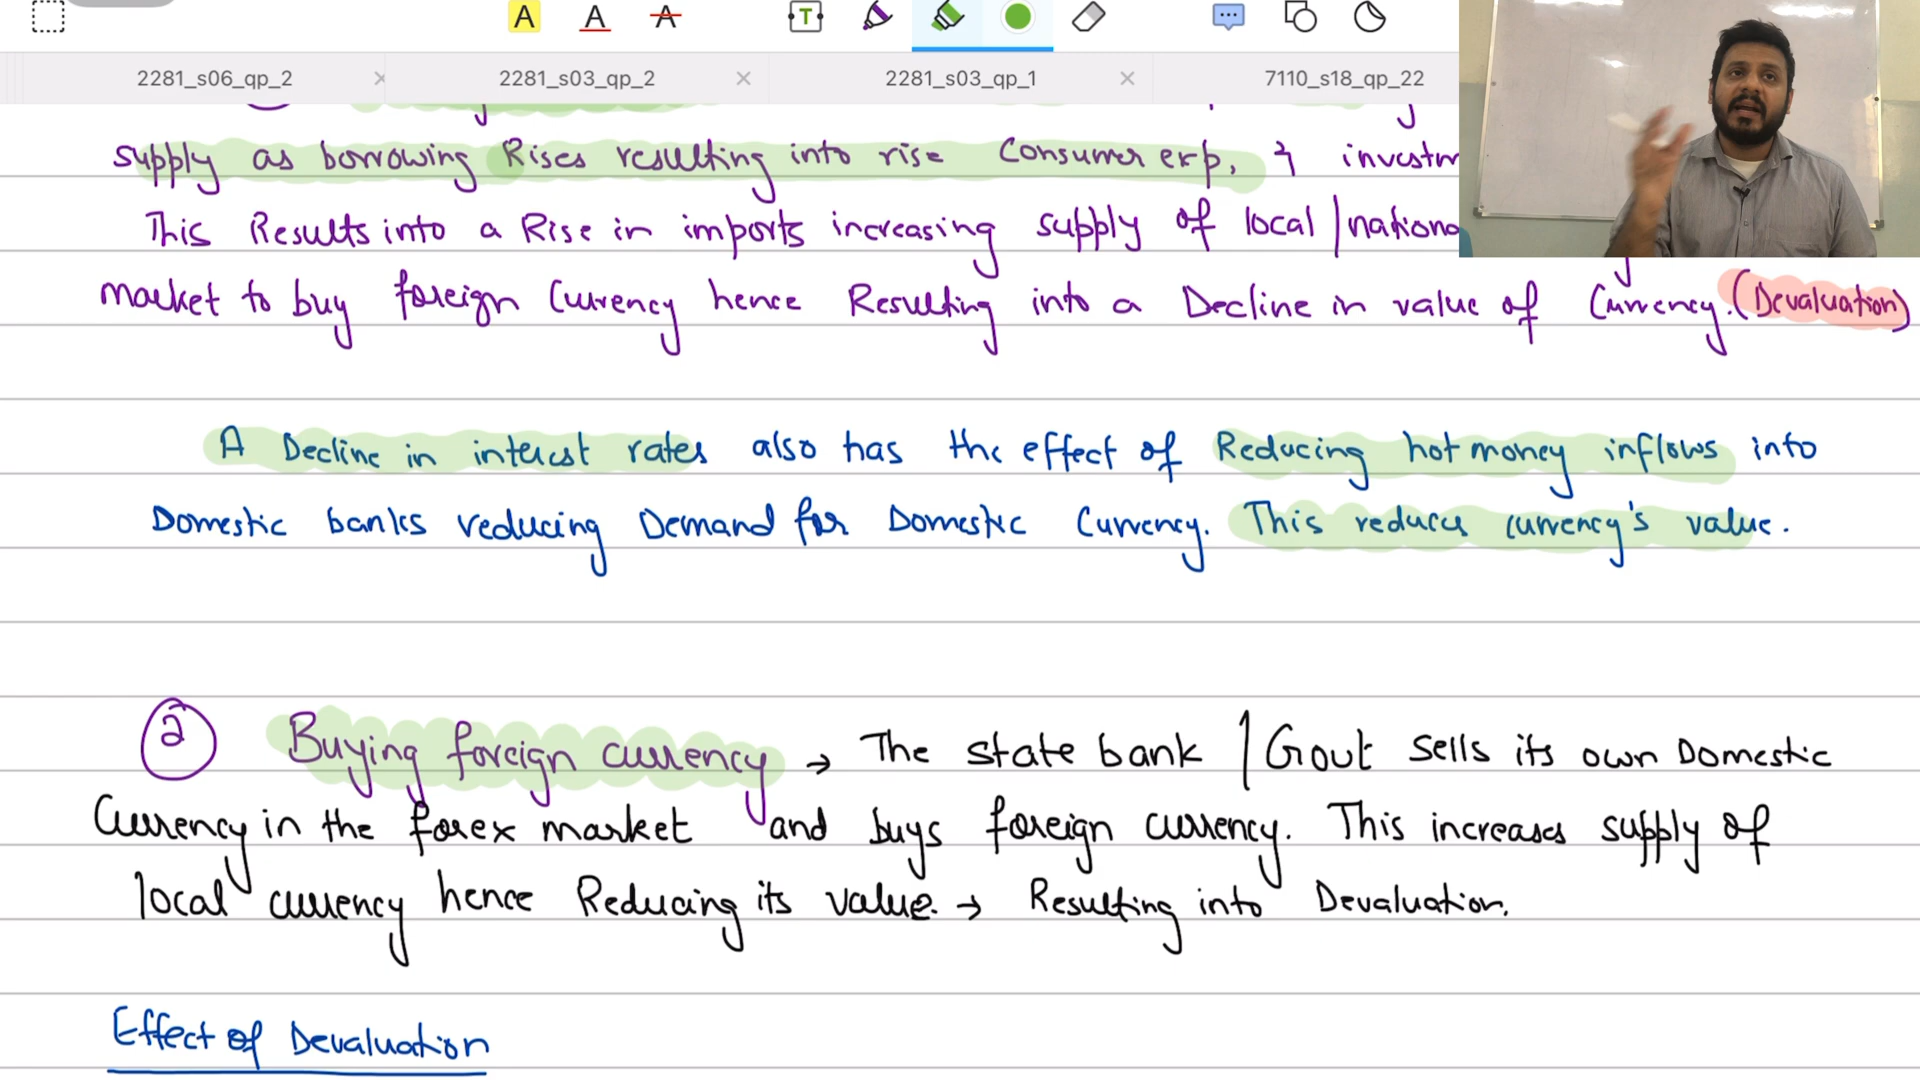 A A A T
2281_s06_qp_2 × 2281_s03_qp_2 × 2281_s03_qp_1 × 7110_s18_qp_22
supply as borrowing Rises resulting into rise Consumer exp, & investm
This Results into a Rise in imports increasing supply of local / nationa
market to buy foreign Currency hence Resulting into a Decline in value of Currency. (Devaluation)
A Decline in interest rates also has the effect of Reducing hot money inflows into
Domestic banks reducing Demand for Domestic Currency. This reduces currency's value.
2 Buying foreign currency → The state bank / Govt sells its own Domestic
Currency in the forex market and buys foreign currency. This increases supply of
local currency hence Reducing its value. → Resulting into Devaluation.
Effect of Devaluation